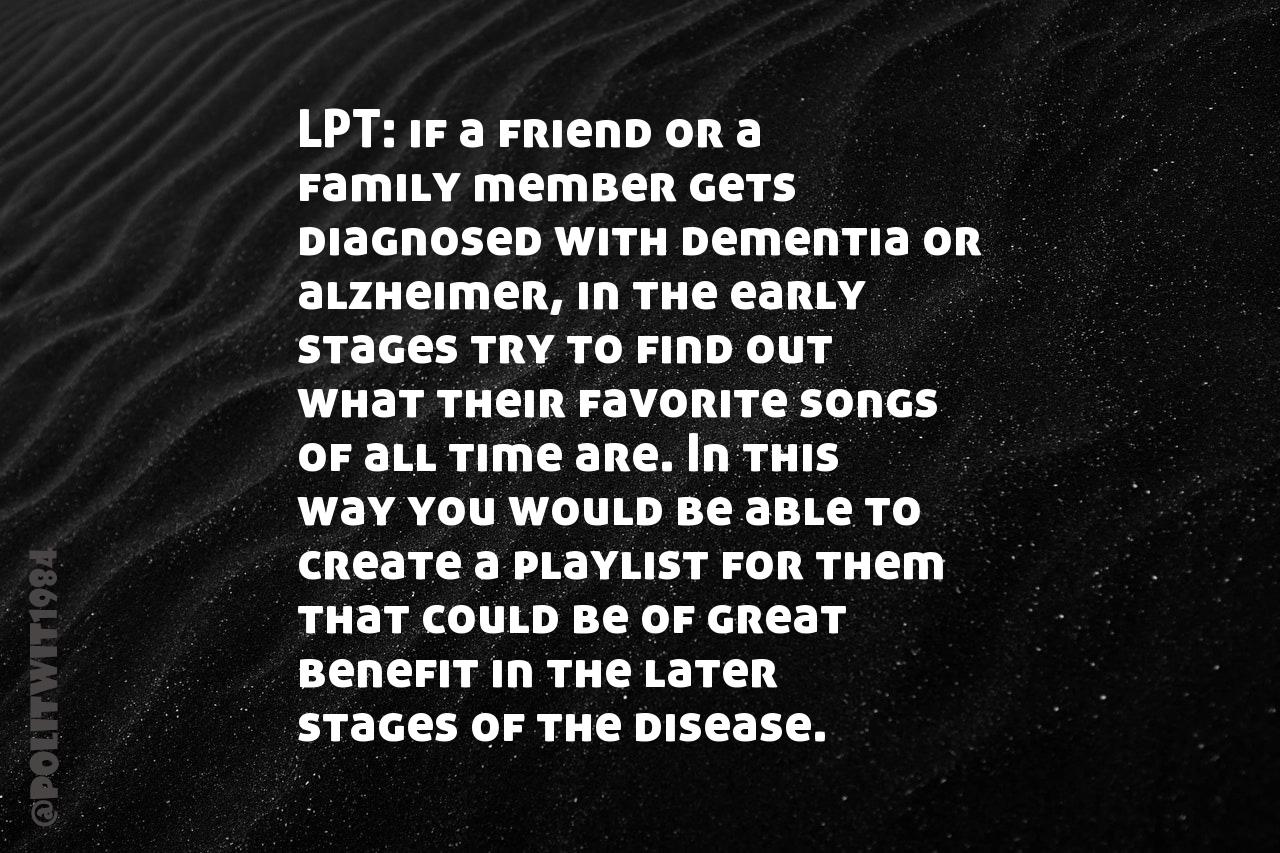 LPT: if a friend or a
family member gets
diagnosed with dementia or
alzheimer, in the early
stages try to find out
what their favorite songs
of all time are. In this
way you would be able to
create a playlist for them
that could be of great
benefit in the later
stages of the disease.
@POLITWIT1984